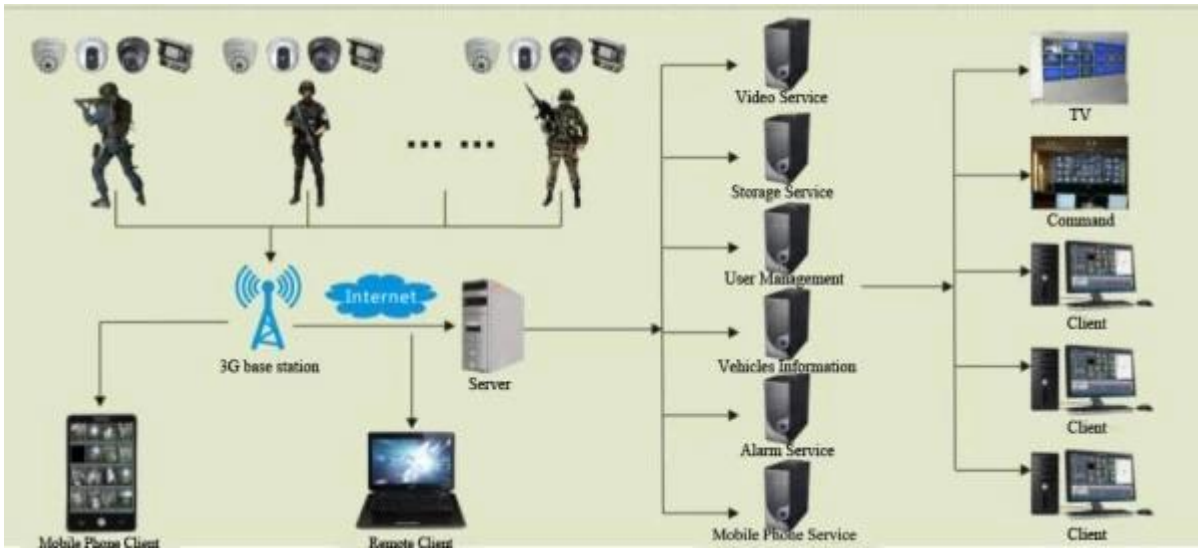 Video Service
TV
Storage Service
Command
User Management
Internet
Client
3G base station
Server
Vehicles Information
Client
Alarm Service
Mobile Phone Client
Remote Client
Mobile Phone Service
Client